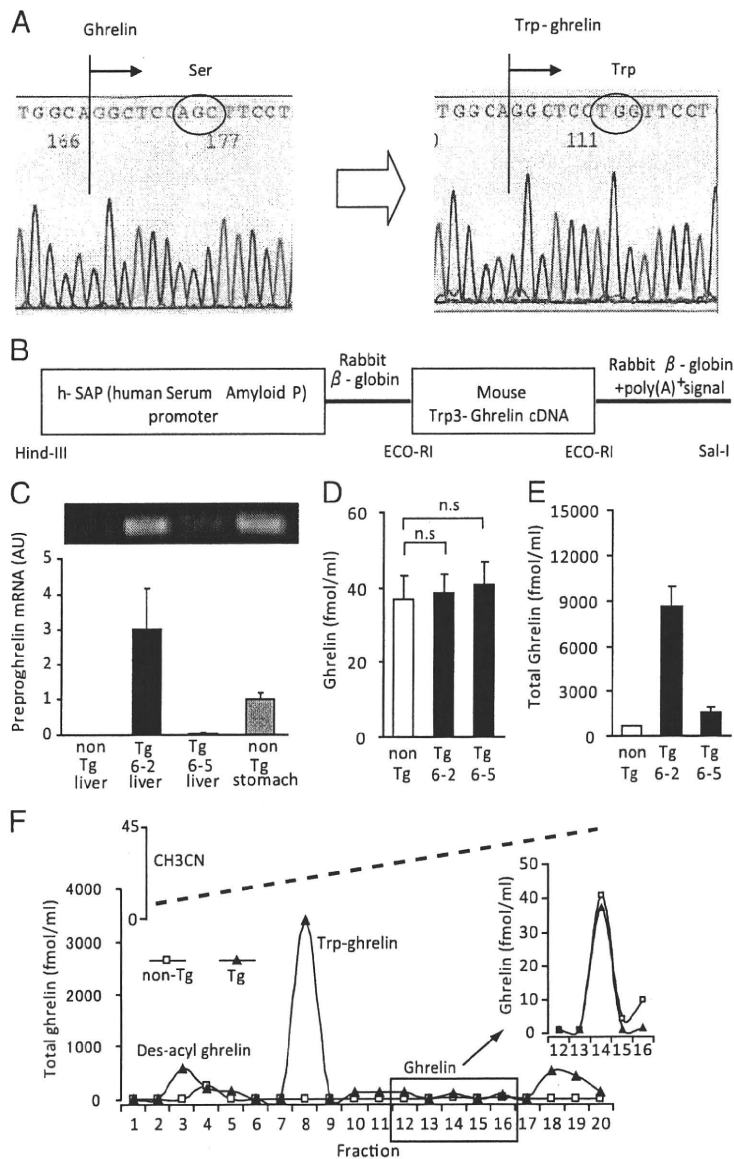 A
Ghrelin
Trp-ghrelin
Ser
Trp
TGGCAGGCTCCAGCTTCCT
TGGCAGGCTCCTGGTTCCT
166
177
111
B
h-SAP (human Serum Amyloid P) promoter
Rabbit β-globin
Mouse Trp3-Ghrelin cDNA
Rabbit β-globin +poly(A)+signal
Hind-III
ECO-RI
ECO-RI
Sal-I
C
Preproghrelin mRNA (AU)
5
4
3
2
1
0
non Tg liver
Tg 6-2 liver
Tg 6-5 liver
non Tg stomach
D
Ghrelin (fmol/ml)
60
40
20
0
n.s
n.s
non Tg
Tg 6-2
Tg 6-5
E
Total Ghrelin (fmol/ml)
15000
12000
9000
6000
3000
0
non Tg
Tg 6-2
Tg 6-5
F
45
CH3CN
0
Total ghrelin (fmol/ml)
4000
3000
2000
1000
0
non-Tg
Tg
Trp-ghrelin
Des-acyl ghrelin
Ghrelin
1 2 3 4 5 6 7 8 9 10 11 12 13 14 15 16 17 18 19 20
Fraction
Ghrelin (fmol/ml)
50
40
30
20
10
0
12 13 14 15 16